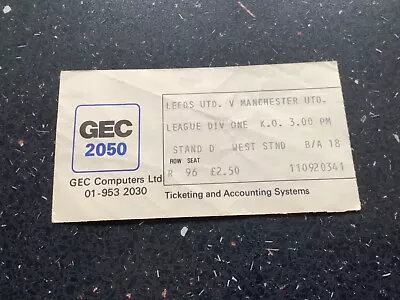 GEC
2050
GEC Computers Ltd
01-953 2030
LEEDS UTD. V MANCHESTER UTD.
LEAGUE DIV ONE K.O. 3.00 PM
STAND D WEST STND B/A 18
ROW SEAT
R 96 £2.50 110920341
Ticketing and Accounting Systems